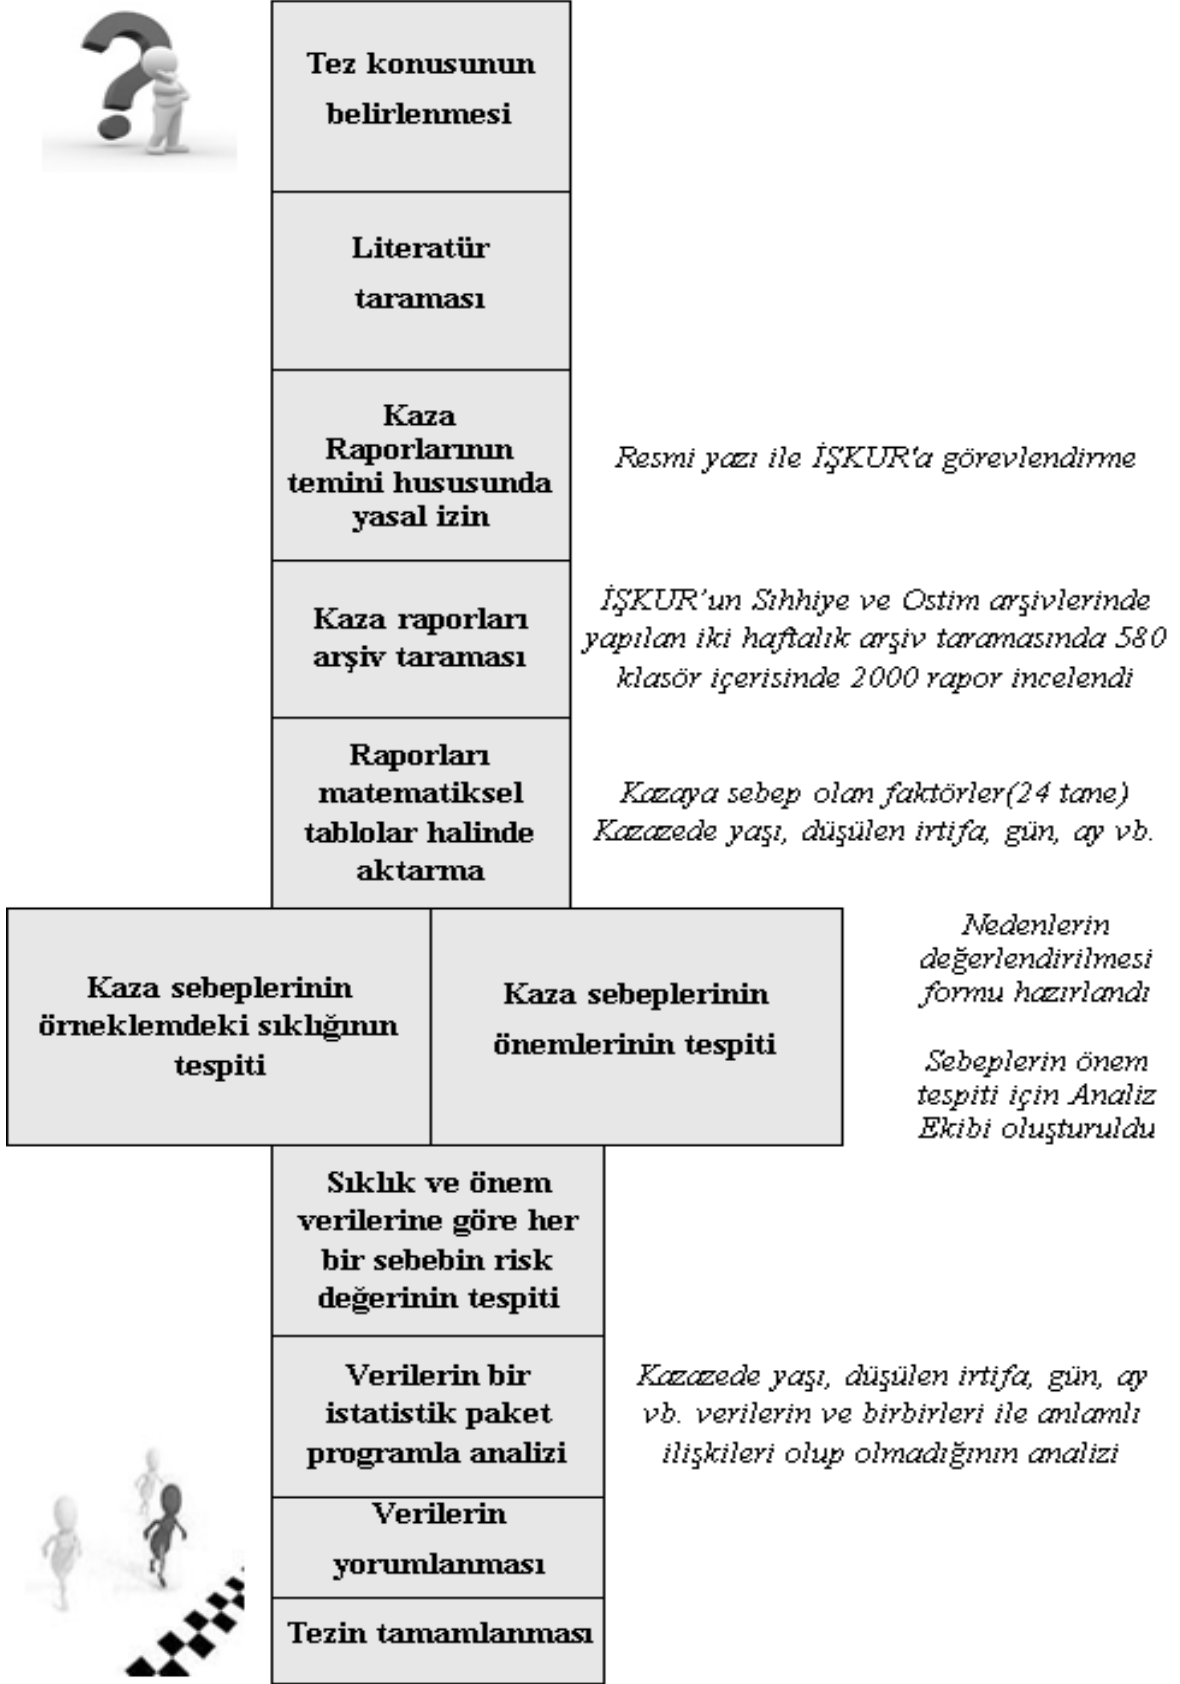 Tez konusunun
belirlenmesi
Literatür
taraması
Kaza
Raporlarının
temini hususunda
yasal izin
Resmi yazı ile İŞKUR'a görevlendirme
Kaza raporları
arşiv taraması
İŞKUR'un Sıhhiye ve Ostim arşivlerinde
yapılan iki haftalık arşiv taramasında 580
klasör içerisinde 2000 rapor incelendi
Raporları
matematiksel
tablolar halinde
aktarma
Kazaya sebep olan faktörler(24 tane)
Kazazede yaşı, düşülen irtifa, gün, ay vb.
Kaza sebeplerinin
örneklemdeki sıklığının
tespiti
Kaza sebeplerinin
önemlerinin tespiti
Nedenlerin
değerlendirilmesi
formu hazırlandı
Sebeplerin önem
tespiti için Analiz
Ekibi oluşturuldu
Sıklık ve önem
verilerine göre her
bir sebebin risk
değerinin tespiti
Verilerin bir
istatistik paket
programla analizi
Kazazede yaşı, düşülen irtifa, gün, ay
vb. verilerin ve birbirleri ile anlamlı
ilişkileri olup olmadığının analizi
Verilerin
yorumlanması
Tezin tamamlanması